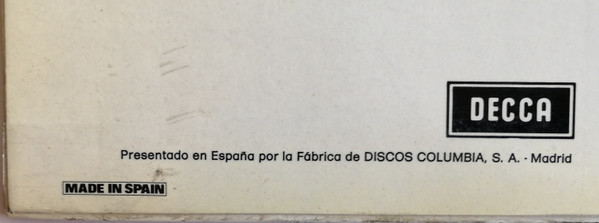 DECCA
Presentado en España por la Fábrica de DISCOS COLUMBIA, S. A. · Madrid
MADE IN SPAIN